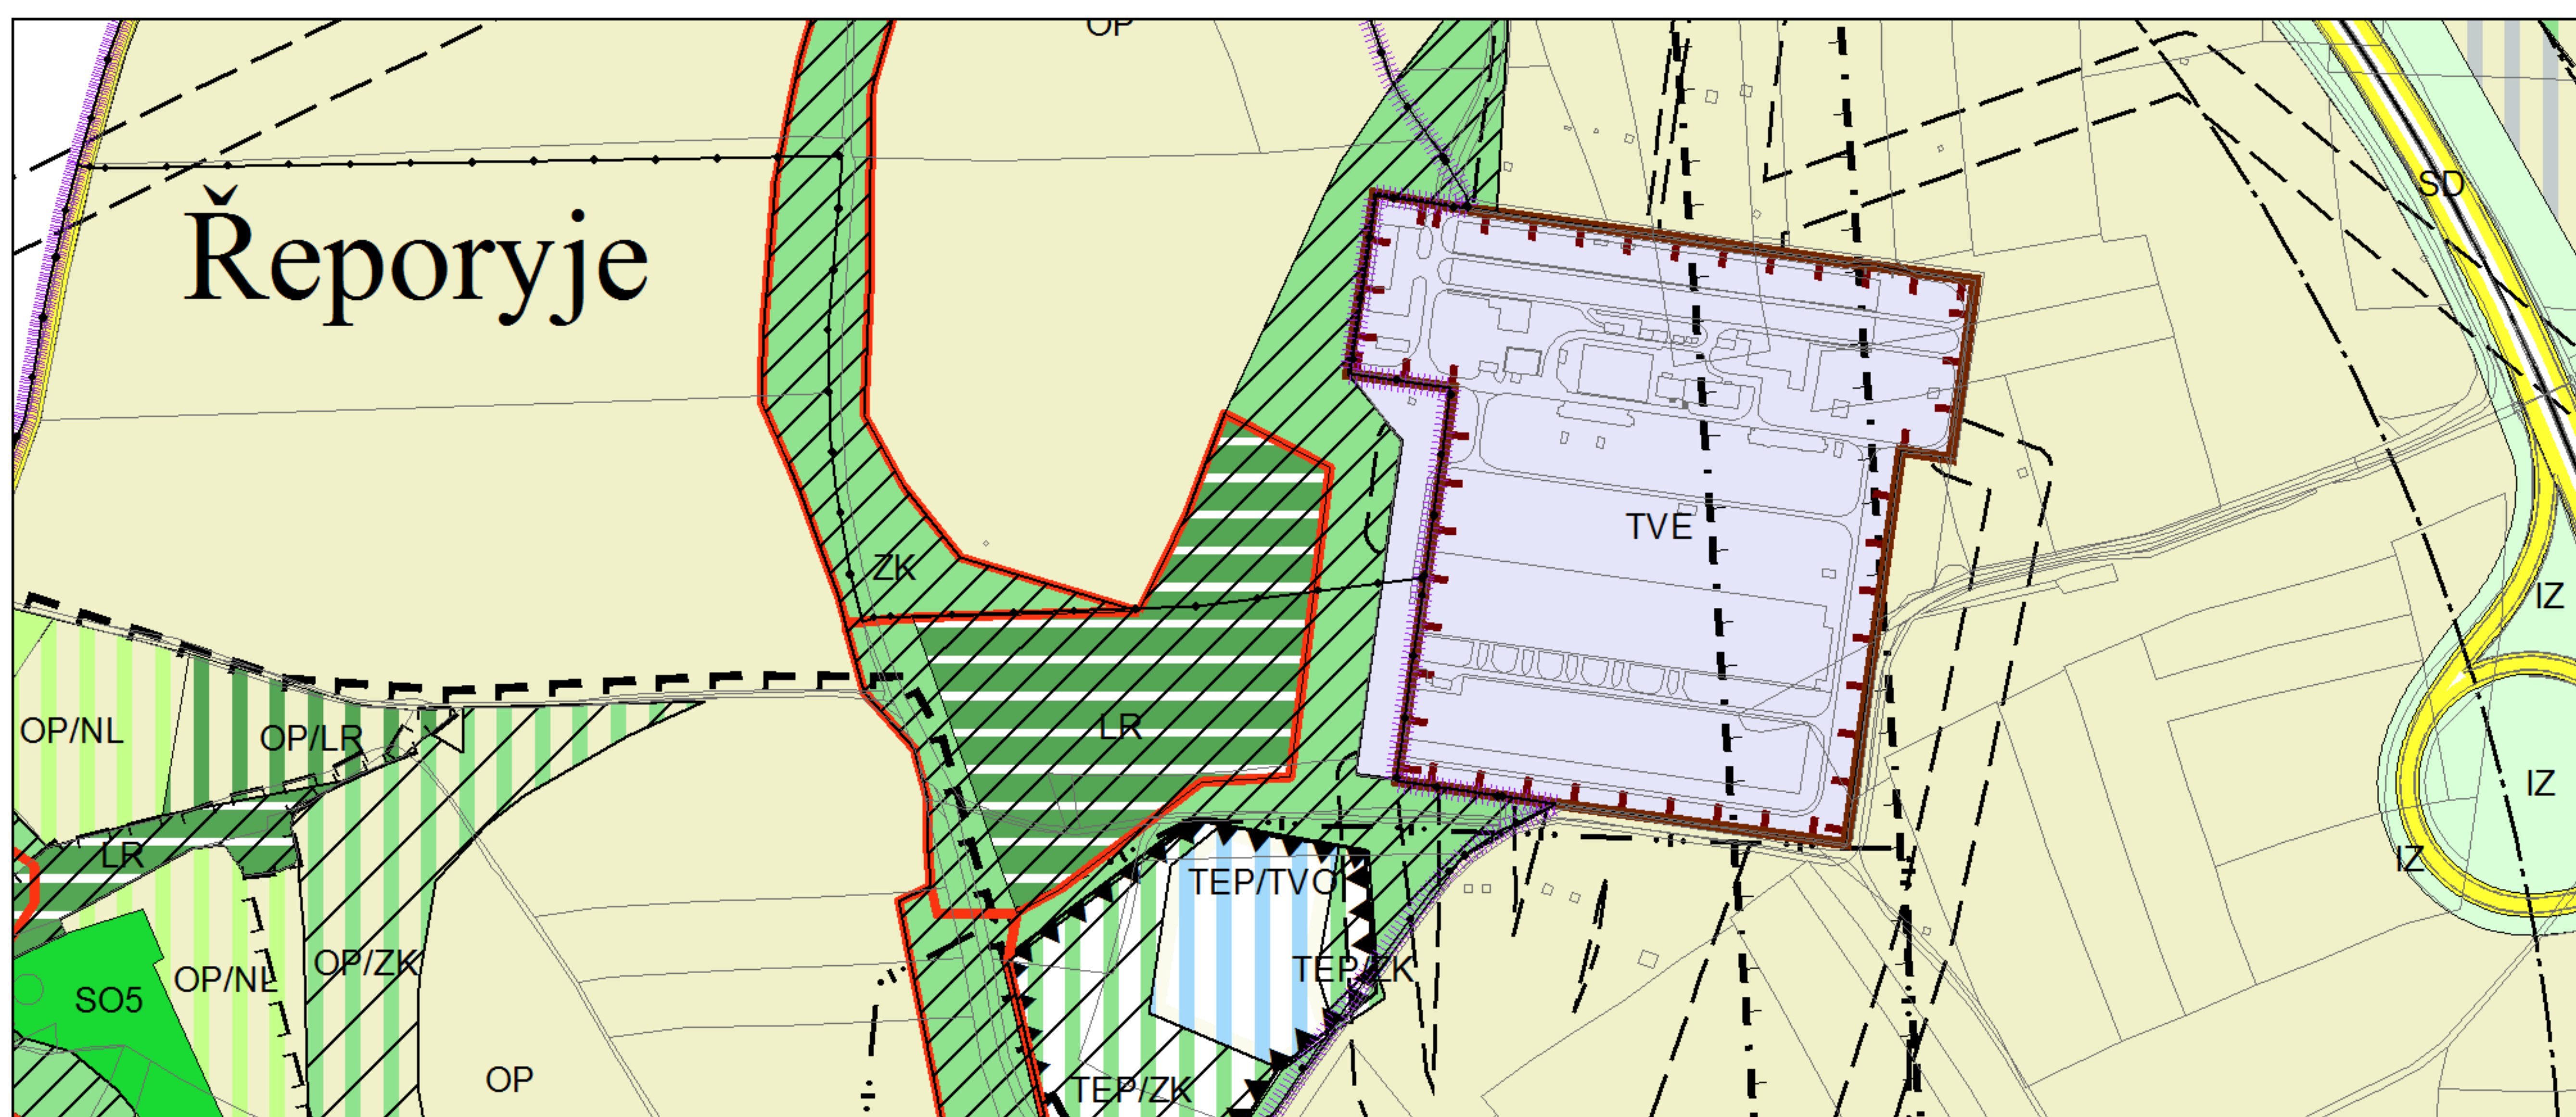 OP
SD
Řeporyje
TVE
ZK
IZ
LR
OP/NL
OP/LR
IZ
LR
IZ
TEP/TVO
OP/ZK
TEP/ZK
OP/NL
SO5
OP
TEP/ZK